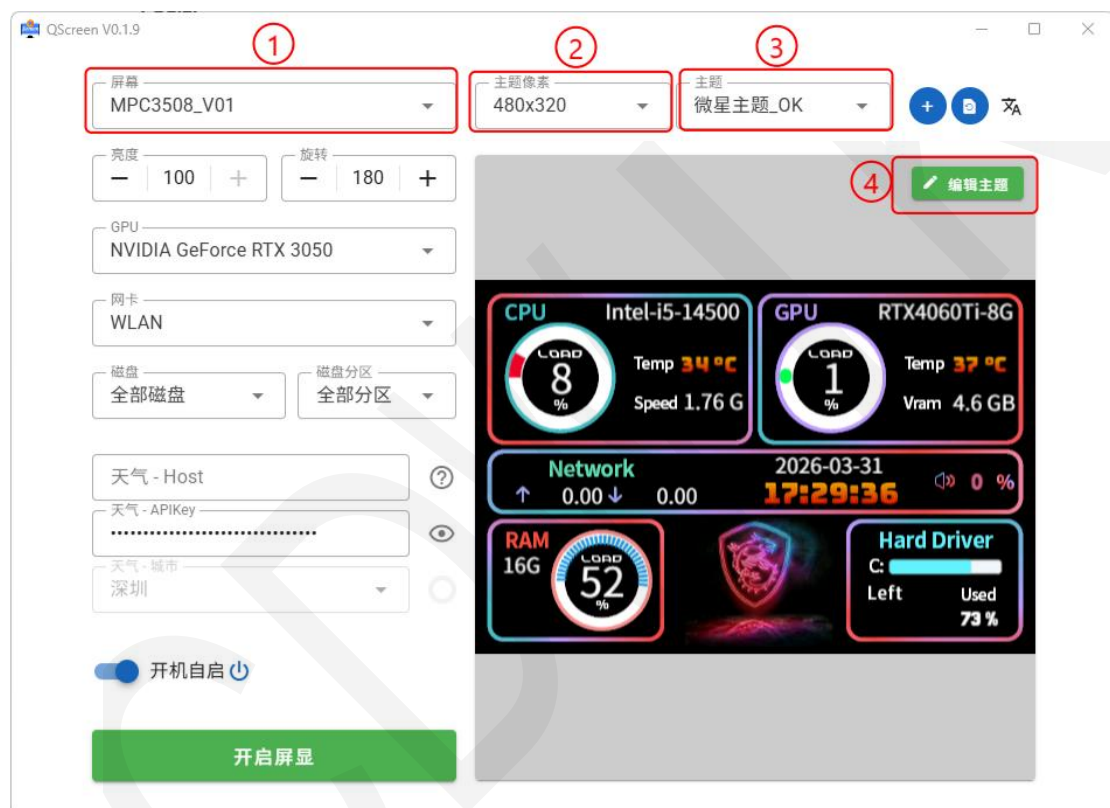 QScreen V0.1.9
①
②
③
屏幕
MPC3508_V01
主题像素
480x320
主题
微星主题_OK
亮度
100
旋转
180
④
编辑主题
GPU
NVIDIA GeForce RTX 3050
网卡
WLAN
磁盘
全部磁盘
磁盘分区
全部分区
天气 - Host
天气 - APIKey
天气 - 城市
深圳
开机自启
开启屏显
CPU
Intel-i5-14500
LOAD
8
%
Temp 34 °C
Speed 1.76 G
GPU
RTX4060Ti-8G
LOAD
1
%
Temp 37 °C
Vram 4.6 GB
Network
↑ 0.00 ↓ 0.00
2026-03-31
17:29:36
0 %
RAM
16G
LOAD
52
%
Hard Driver
C:
Left Used
73 %